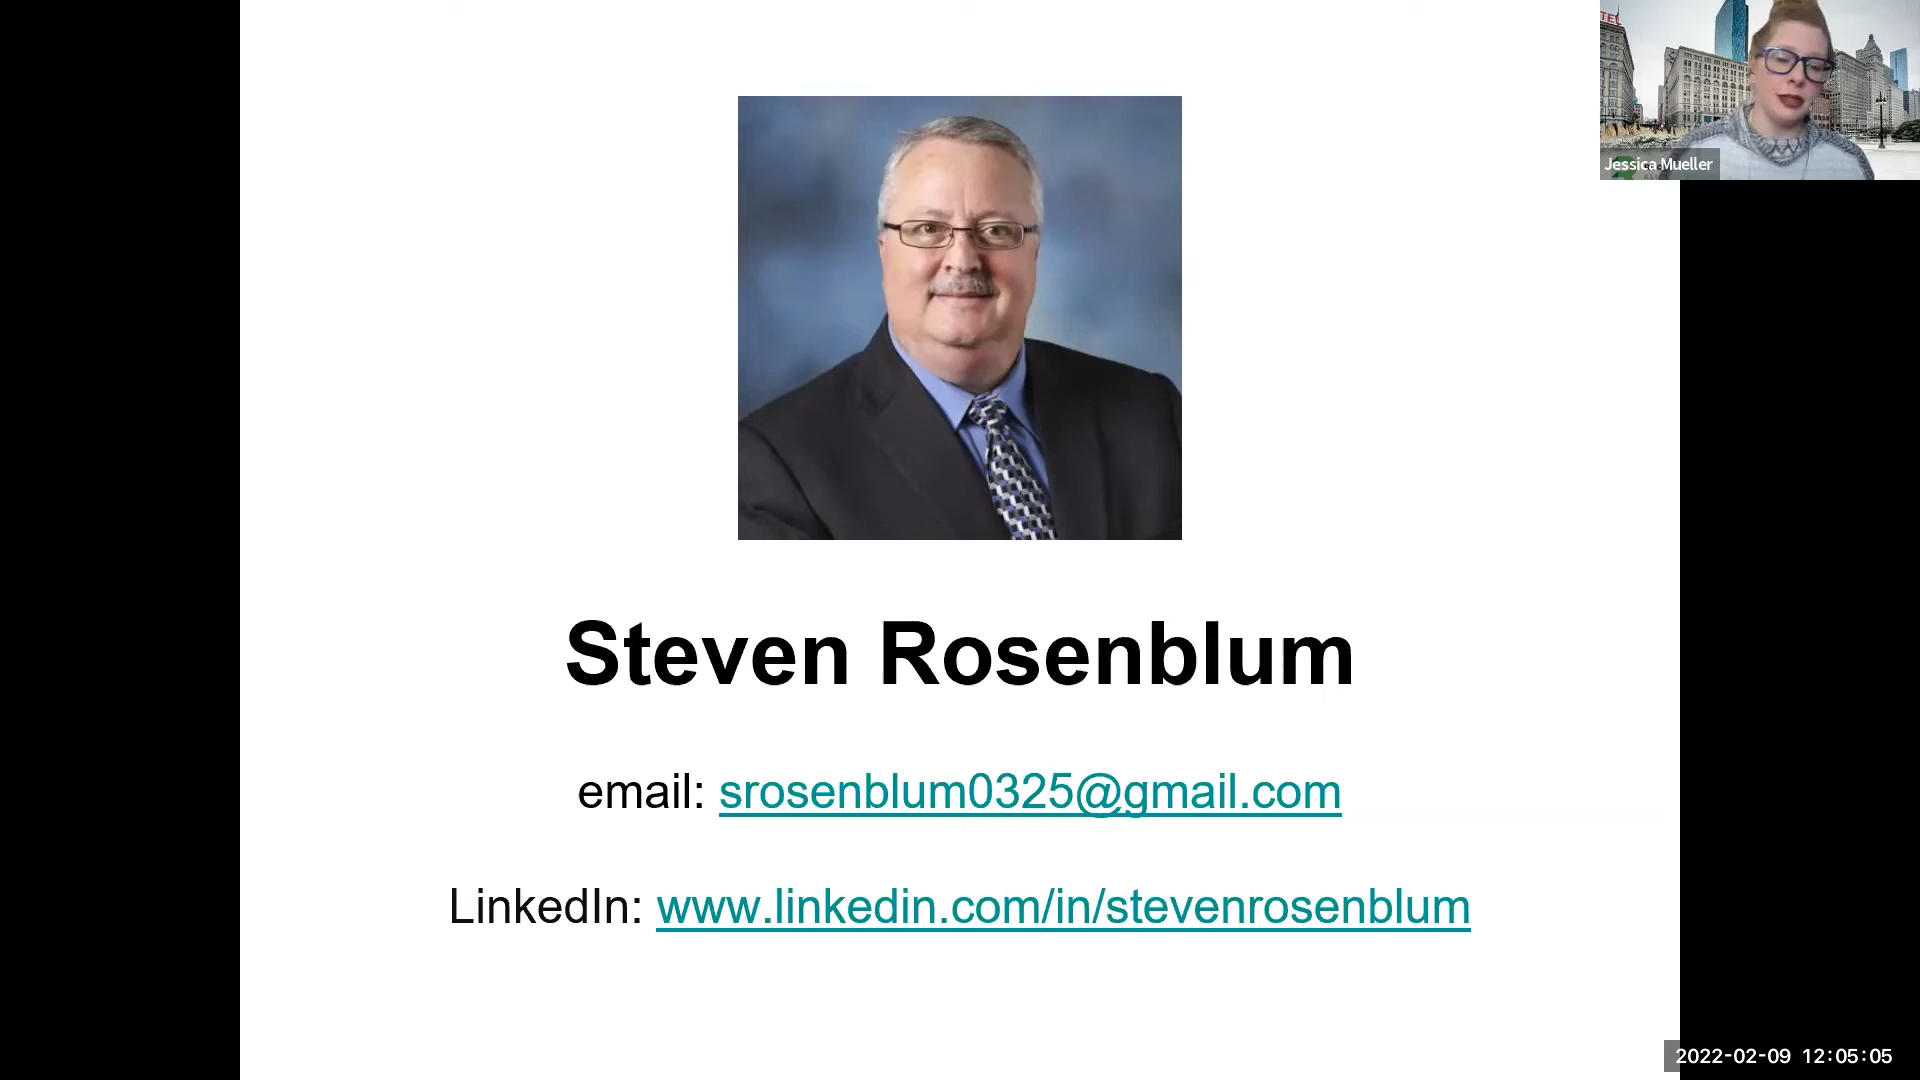 TEL
Jessica Mueller
Steven Rosenblum
email: srosenblum0325@gmail.com
LinkedIn: www.linkedin.com/in/stevenrosenblum
2022-02-09 12:05:05